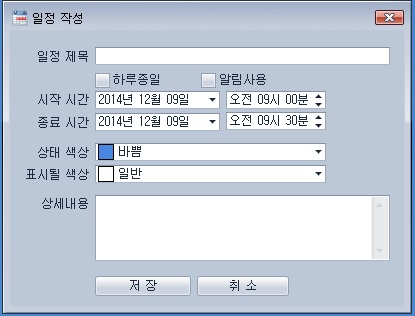 일정 작성
일정 제목
하루종일 알림사용
시작 시간 2014년 12월 09일 오전 09시 00분
종료 시간 2014년 12월 09일 오전 09시 30분
상태 색상 바쁨
표시될 색상 일반
상세내용
저 장 취 소